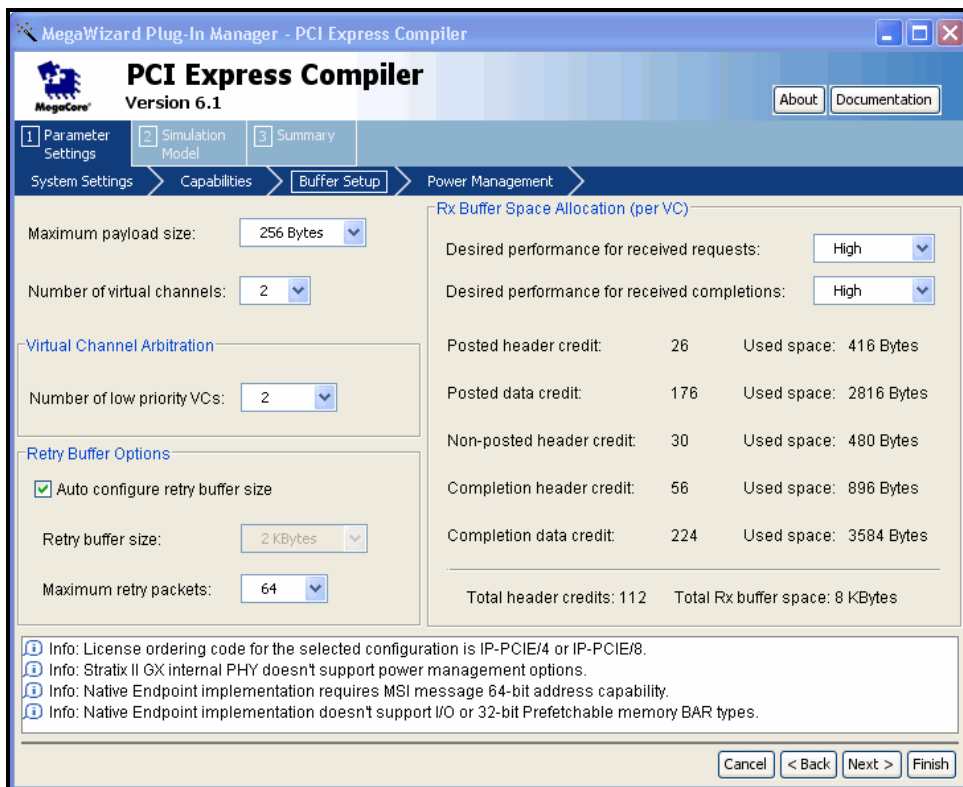 MegaWizard Plug-In Manager - PCI Express Compiler
MegaCore®
PCI Express Compiler
Version 6.1
About
Documentation
1 Parameter Settings
2 Simulation Model
3 Summary
System Settings
Capabilities
Buffer Setup
Power Management
Maximum payload size: 256 Bytes
Number of virtual channels: 2
Virtual Channel Arbitration
Number of low priority VCs: 2
Retry Buffer Options
Auto configure retry buffer size
Retry buffer size: 2 KBytes
Maximum retry packets: 64
Rx Buffer Space Allocation (per VC)
Desired performance for received requests: High
Desired performance for received completions: High
Posted header credit: 26 Used space: 416 Bytes
Posted data credit: 176 Used space: 2816 Bytes
Non-posted header credit: 30 Used space: 480 Bytes
Completion header credit: 56 Used space: 896 Bytes
Completion data credit: 224 Used space: 3584 Bytes
Total header credits: 112 Total Rx buffer space: 8 KBytes
Info: License ordering code for the selected configuration is IP-PCIE/4 or IP-PCIE/8.
Info: Stratix II GX internal PHY doesn't support power management options.
Info: Native Endpoint implementation requires MSI message 64-bit address capability.
Info: Native Endpoint implementation doesn't support I/O or 32-bit Prefetchable memory BAR types.
Cancel
< Back
Next >
Finish